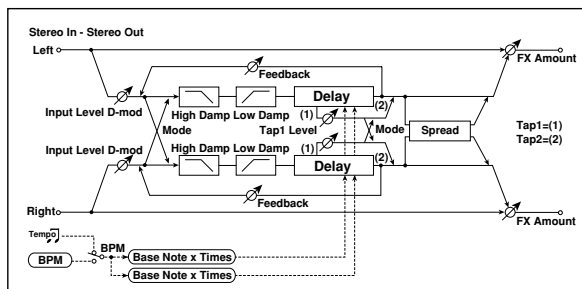 Stereo In - Stereo Out
Left
FX Amount
Feedback
Input Level D-mod
Delay
(1)
(2)
High Damp Low Damp
Tap1 Level
Mode
Mode
Spread
Tap1=(1)
Tap2=(2)
Input Level D-mod
High Damp Low Damp
(1)
(2)
Delay
Feedback
Right
FX Amount
Tempo
BPM
BPM
Base Note x Times
Base Note x Times